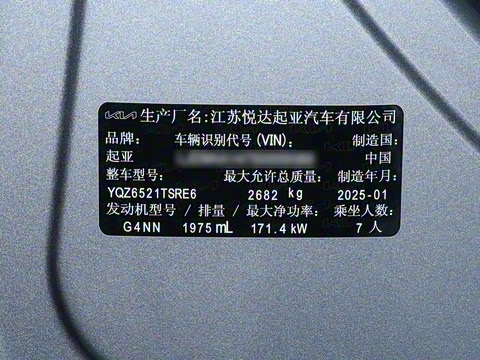 KIA 生产厂名:江苏悦达起亚汽车有限公司
品牌: 车辆识别代号(VIN): 制造国:
起亚 中国
整车型号: 最大允许总质量: 制造年月:
YQZ6521TSRE6 2682 kg 2025-01
发动机型号 / 排量 / 最大净功率: 乘坐人数:
G4NN 1975 mL 171.4 kW 7 人